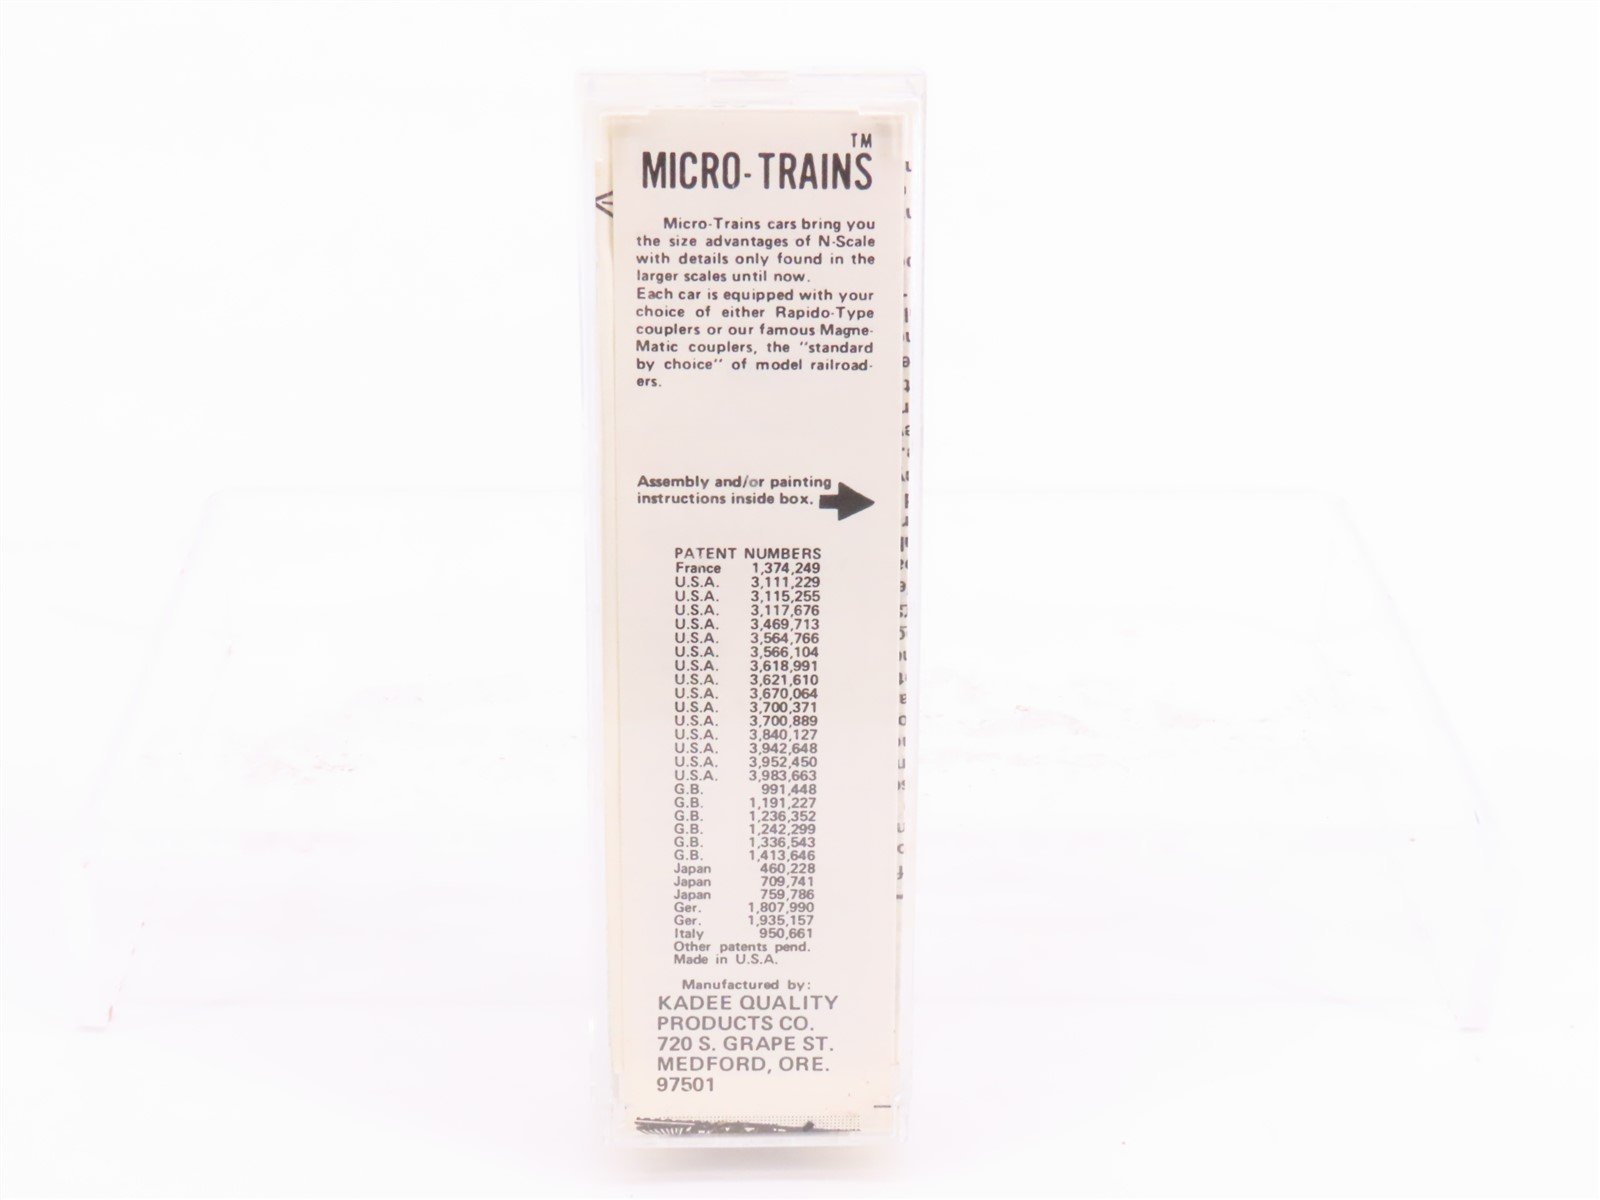 TM
MICRO-TRAINS
Micro-Trains cars bring you
the size advantages of N-Scale
with details only found in the
larger scales until now.
Each car is equipped with your
choice of either Rapido-Type
couplers or our famous Magne-
Matic couplers, the "standard
by choice" of model railroad-
ers.
Assembly and/or painting
instructions inside box.
PATENT NUMBERS
France 1,374,249
U.S.A. 3,111,229
U.S.A. 3,115,255
U.S.A. 3,117,676
U.S.A. 3,469,713
U.S.A. 3,564,766
U.S.A. 3,566,104
U.S.A. 3,618,991
U.S.A. 3,621,610
U.S.A. 3,670,064
U.S.A. 3,700,371
U.S.A. 3,700,889
U.S.A. 3,840,127
U.S.A. 3,942,648
U.S.A. 3,952,450
U.S.A. 3,983,663
G.B. 991,448
G.B. 1,191,227
G.B. 1,236,352
G.B. 1,242,299
G.B. 1,336,543
G.B. 1,413,646
Japan 460,228
Japan 709,741
Japan 759,786
Ger. 1,807,990
Ger. 1,935,157
Italy 950,661
Other patents pend.
Made in U.S.A.
Manufactured by:
KADEE QUALITY
PRODUCTS CO.
720 S. GRAPE ST.
MEDFORD, ORE.
97501